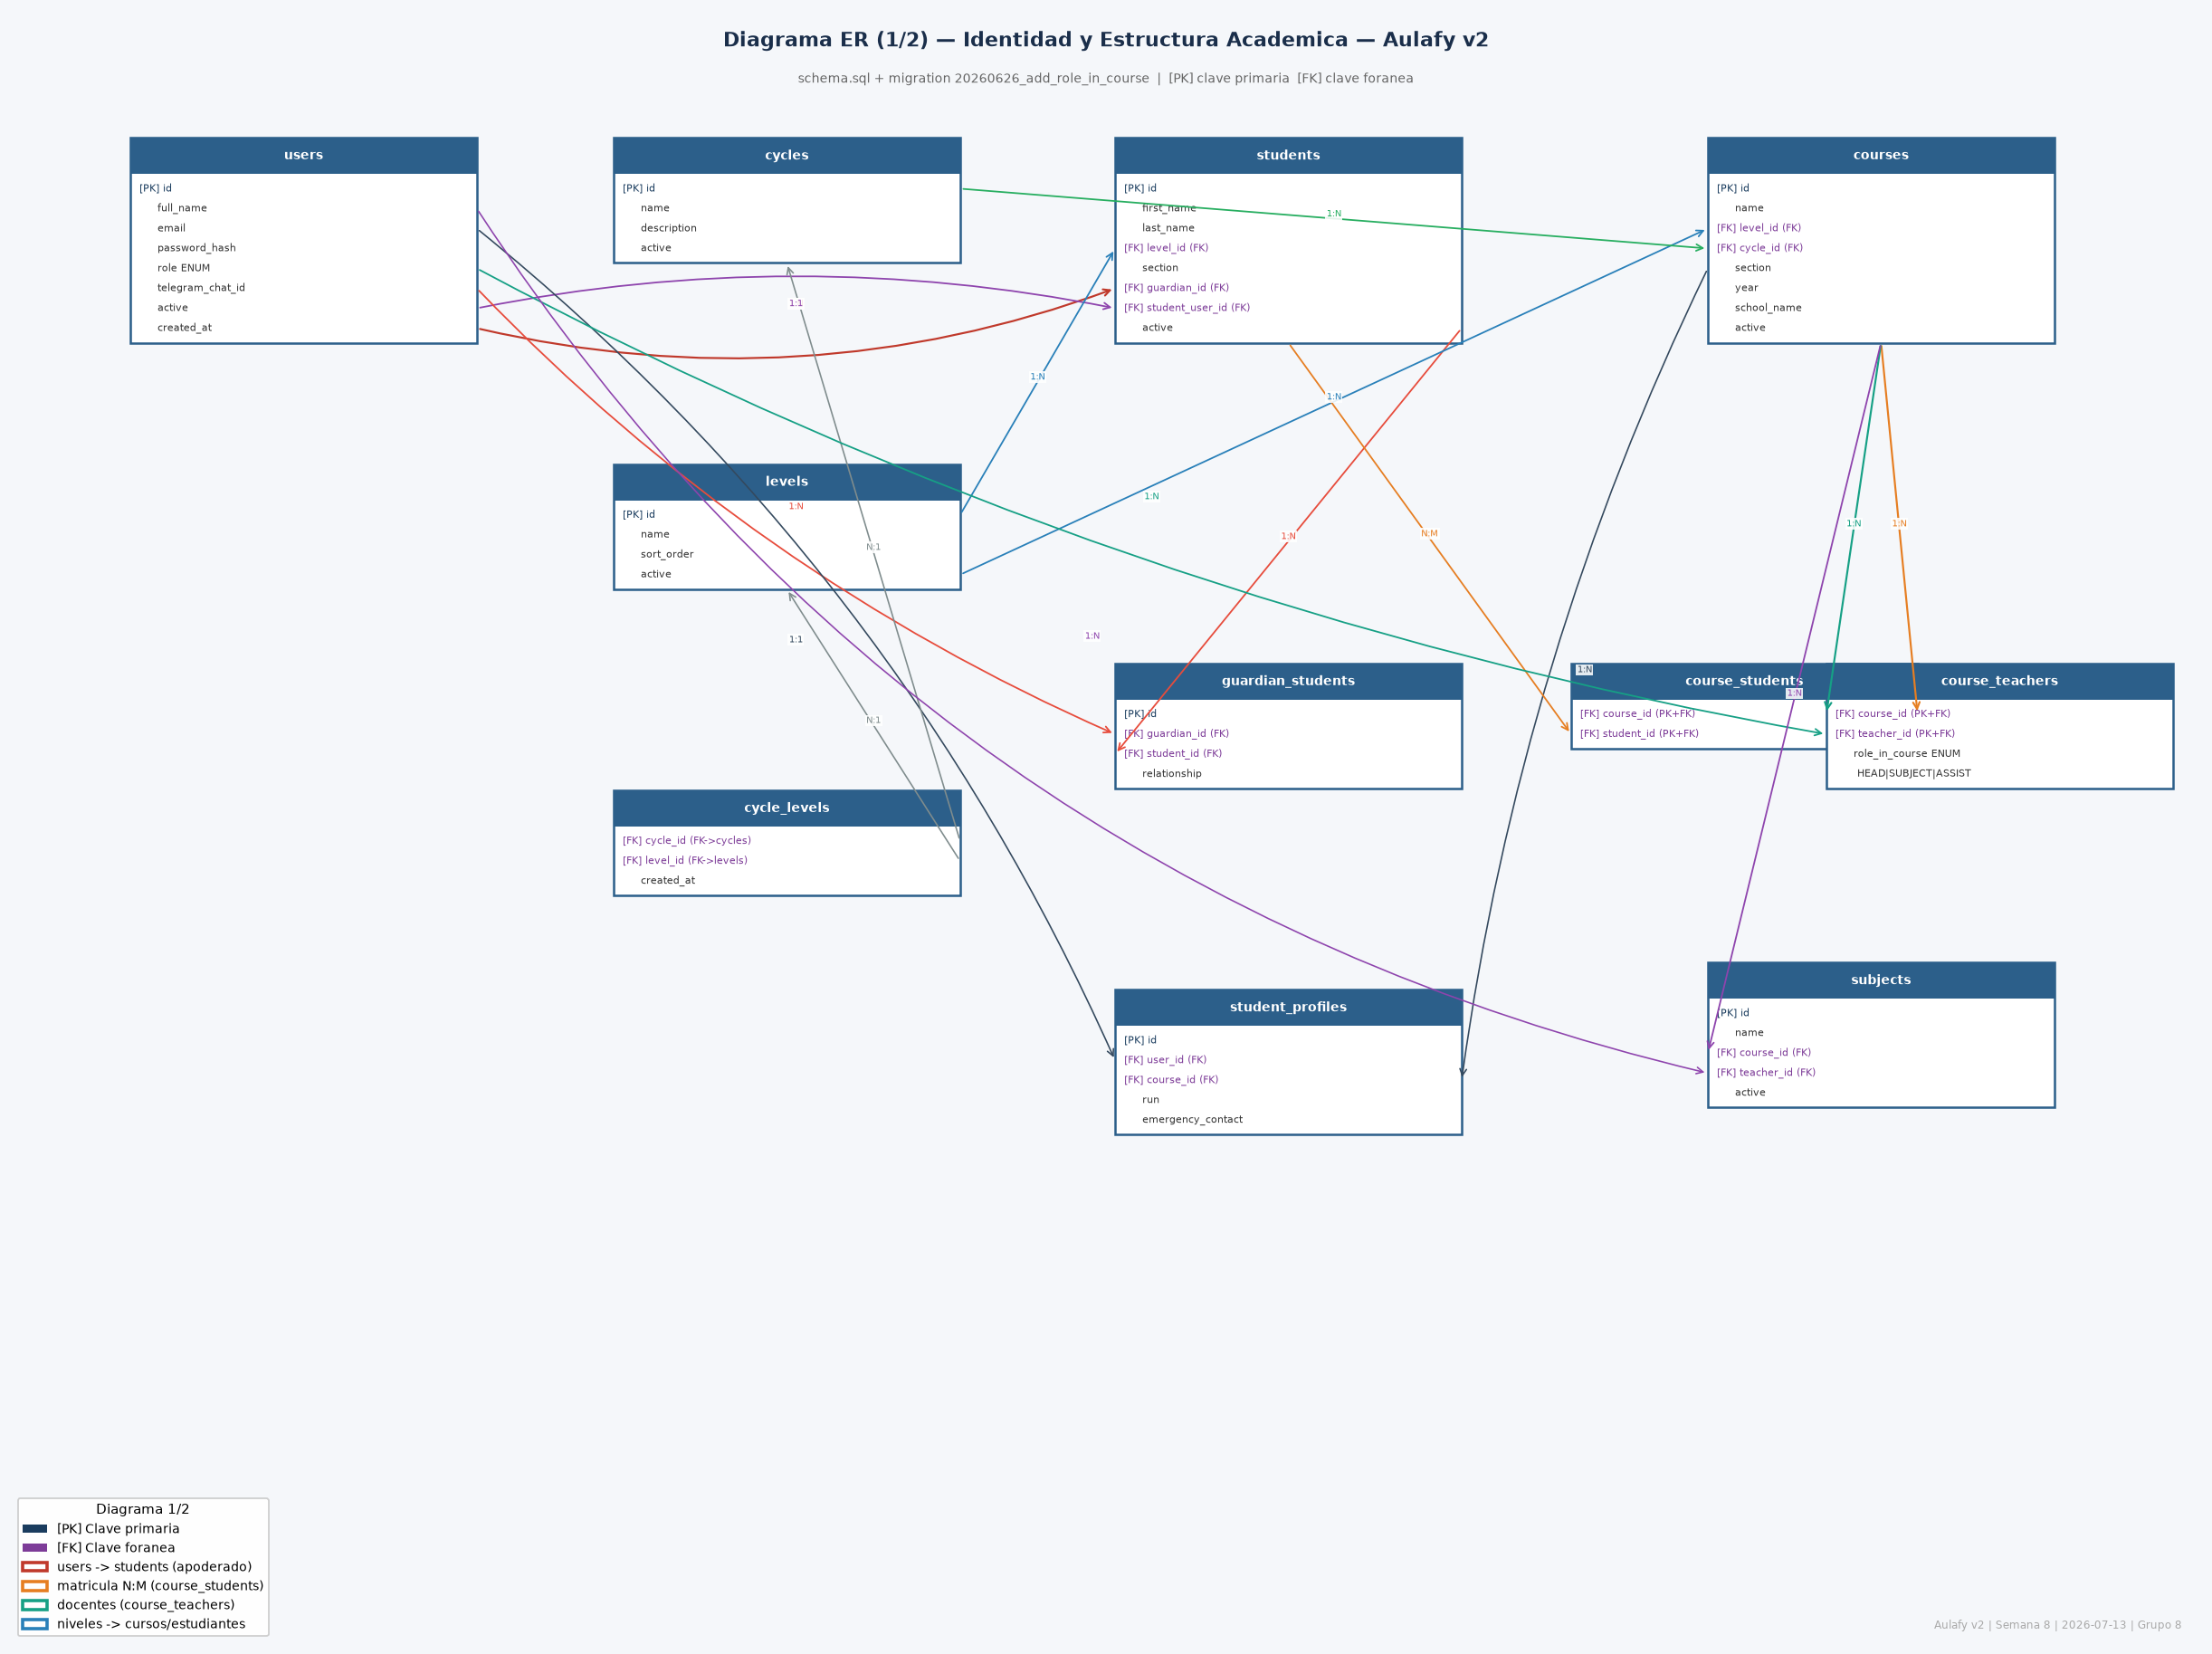 Diagrama ER (1/2) — Identidad y Estructura Academica — Aulafy v2
schema.sql + migration 20260626_add_role_in_course | [PK] clave primaria [FK] clave foranea
users
[PK] id
full_name
email
password_hash
role ENUM
telegram_chat_id
active
created_at
cycles
[PK] id
name
description
active
students
[PK] id
first_name
last_name
[FK] level_id (FK)
section
[FK] guardian_id (FK)
[FK] student_user_id (FK)
active
courses
[PK] id
name
[FK] level_id (FK)
[FK] cycle_id (FK)
section
year
school_name
active
1:N
1:1
1:N
1:N
levels
[PK] id
name
sort_order
active
1:N
N:1
1:N
1:N
N:M
1:N
1:N
1:1
1:N
N:1
guardian_students
[PK] id
[FK] guardian_id (FK)
[FK] student_id (FK)
relationship
1:N
course_students
1:N
[FK] course_id (PK+FK)
[FK] student_id (PK+FK)
course_teachers
[FK] course_id (PK+FK)
[FK] teacher_id (PK+FK)
role_in_course ENUM
HEAD|SUBJECT|ASSIST
cycle_levels
[FK] cycle_id (FK->cycles)
[FK] level_id (FK->levels)
created_at
student_profiles
[PK] id
[FK] user_id (FK)
[FK] course_id (FK)
run
emergency_contact
subjects
[PK] id
name
[FK] course_id (FK)
[FK] teacher_id (FK)
active
Diagrama 1/2
[PK] Clave primaria
[FK] Clave foranea
users -> students (apoderado)
matricula N:M (course_students)
docentes (course_teachers)
niveles -> cursos/estudiantes
Aulafy v2 | Semana 8 | 2026-07-13 | Grupo 8